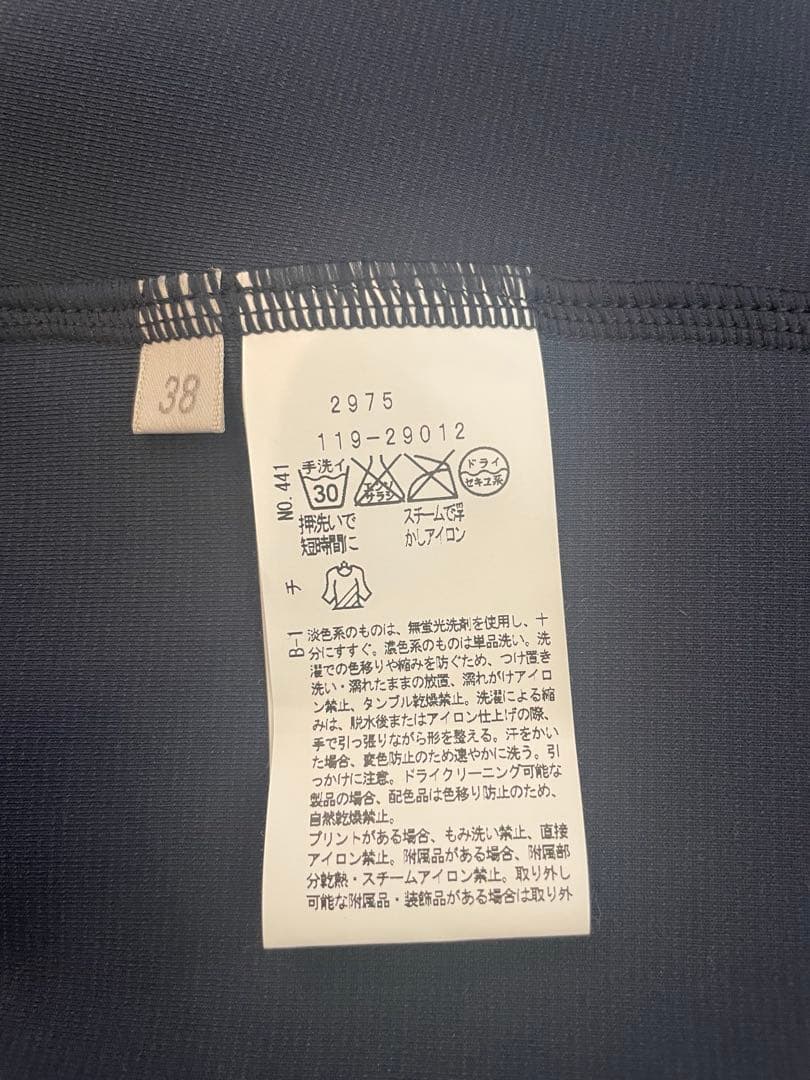 38
2975
119-29012
NO.441
手洗イ
30
エンソ
サラシ
ドライ
セキユ系
押洗いで
短時間に
スチームで浮
かしアイロン
チ
B-1
淡色系のものは、無蛍光洗剤を使用し、十
分にすすぐ。濃色系のものは単品洗い。洗
濯での色移りや縮みを防ぐため、つけ置き
洗い・濡れたままの放置、濡れがけアイロ
ン禁止、タンブル乾燥禁止。洗濯による縮
みは、脱水後またはアイロン仕上げの際、
手で引っ張りながら形を整える。汗をかい
た場合、変色防止のため速やかに洗う。引
っかけに注意。ドライクリーニング可能な
製品の場合、配色品は色移り防止のため、
自然乾燥禁止。
プリントがある場合、もみ洗い禁止、直接
アイロン禁止。附属品がある場合、附属部
分乾熱・スチームアイロン禁止。取り外し
可能な附属品・装飾品がある場合は取り外